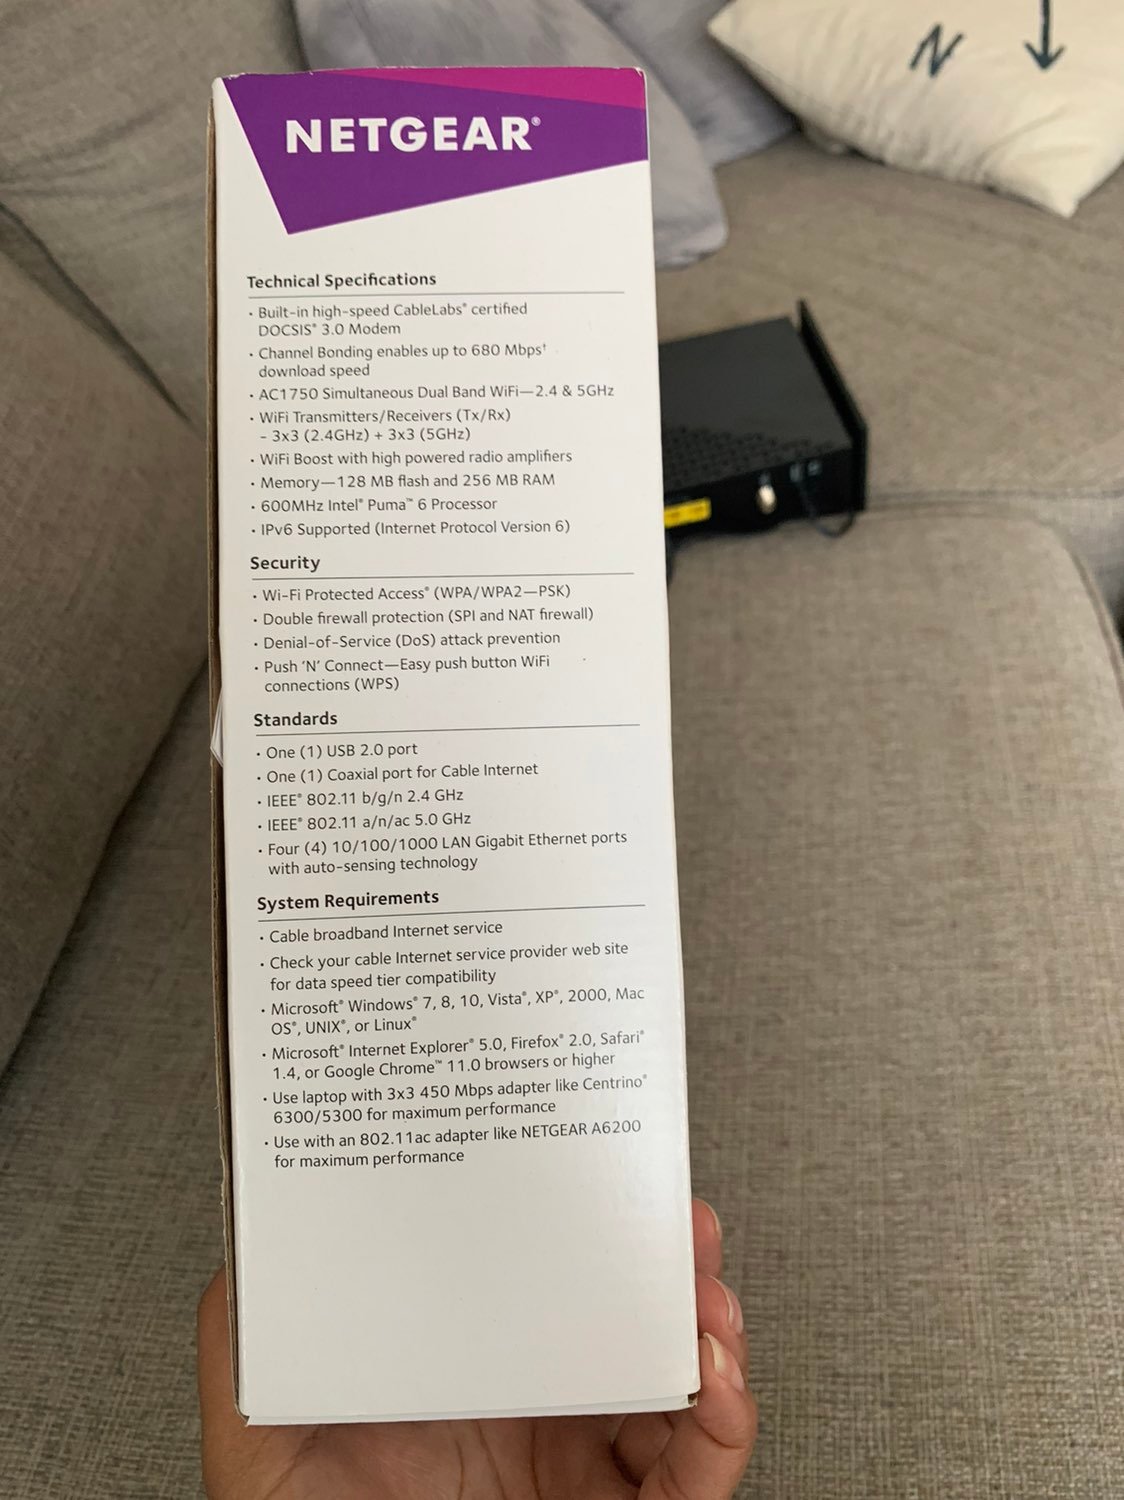 NETGEAR®
Technical Specifications
• Built-in high-speed CableLabs® certified
DOCSIS® 3.0 Modem
• Channel Bonding enables up to 680 Mbps†
download speed
• AC1750 Simultaneous Dual Band WiFi—2.4 & 5GHz
• WiFi Transmitters/Receivers (Tx/Rx)
- 3x3 (2.4GHz) + 3x3 (5GHz)
• WiFi Boost with high powered radio amplifiers
• Memory—128 MB flash and 256 MB RAM
• 600MHz Intel® Puma™ 6 Processor
• IPv6 Supported (Internet Protocol Version 6)
Security
• Wi-Fi Protected Access® (WPA/WPA2—PSK)
• Double firewall protection (SPI and NAT firewall)
• Denial-of-Service (DoS) attack prevention
• Push ‘N’ Connect—Easy push button WiFi
connections (WPS)
Standards
• One (1) USB 2.0 port
• One (1) Coaxial port for Cable Internet
• IEEE® 802.11 b/g/n 2.4 GHz
• IEEE® 802.11 a/n/ac 5.0 GHz
• Four (4) 10/100/1000 LAN Gigabit Ethernet ports
with auto-sensing technology
System Requirements
• Cable broadband Internet service
• Check your cable Internet service provider web site
for data speed tier compatibility
• Microsoft® Windows® 7, 8, 10, Vista®, XP®, 2000, Mac
OS®, UNIX®, or Linux®
• Microsoft® Internet Explorer® 5.0, Firefox® 2.0, Safari®
1.4, or Google Chrome™ 11.0 browsers or higher
• Use laptop with 3x3 450 Mbps adapter like Centrino®
6300/5300 for maximum performance
• Use with an 802.11ac adapter like NETGEAR A6200
for maximum performance
N